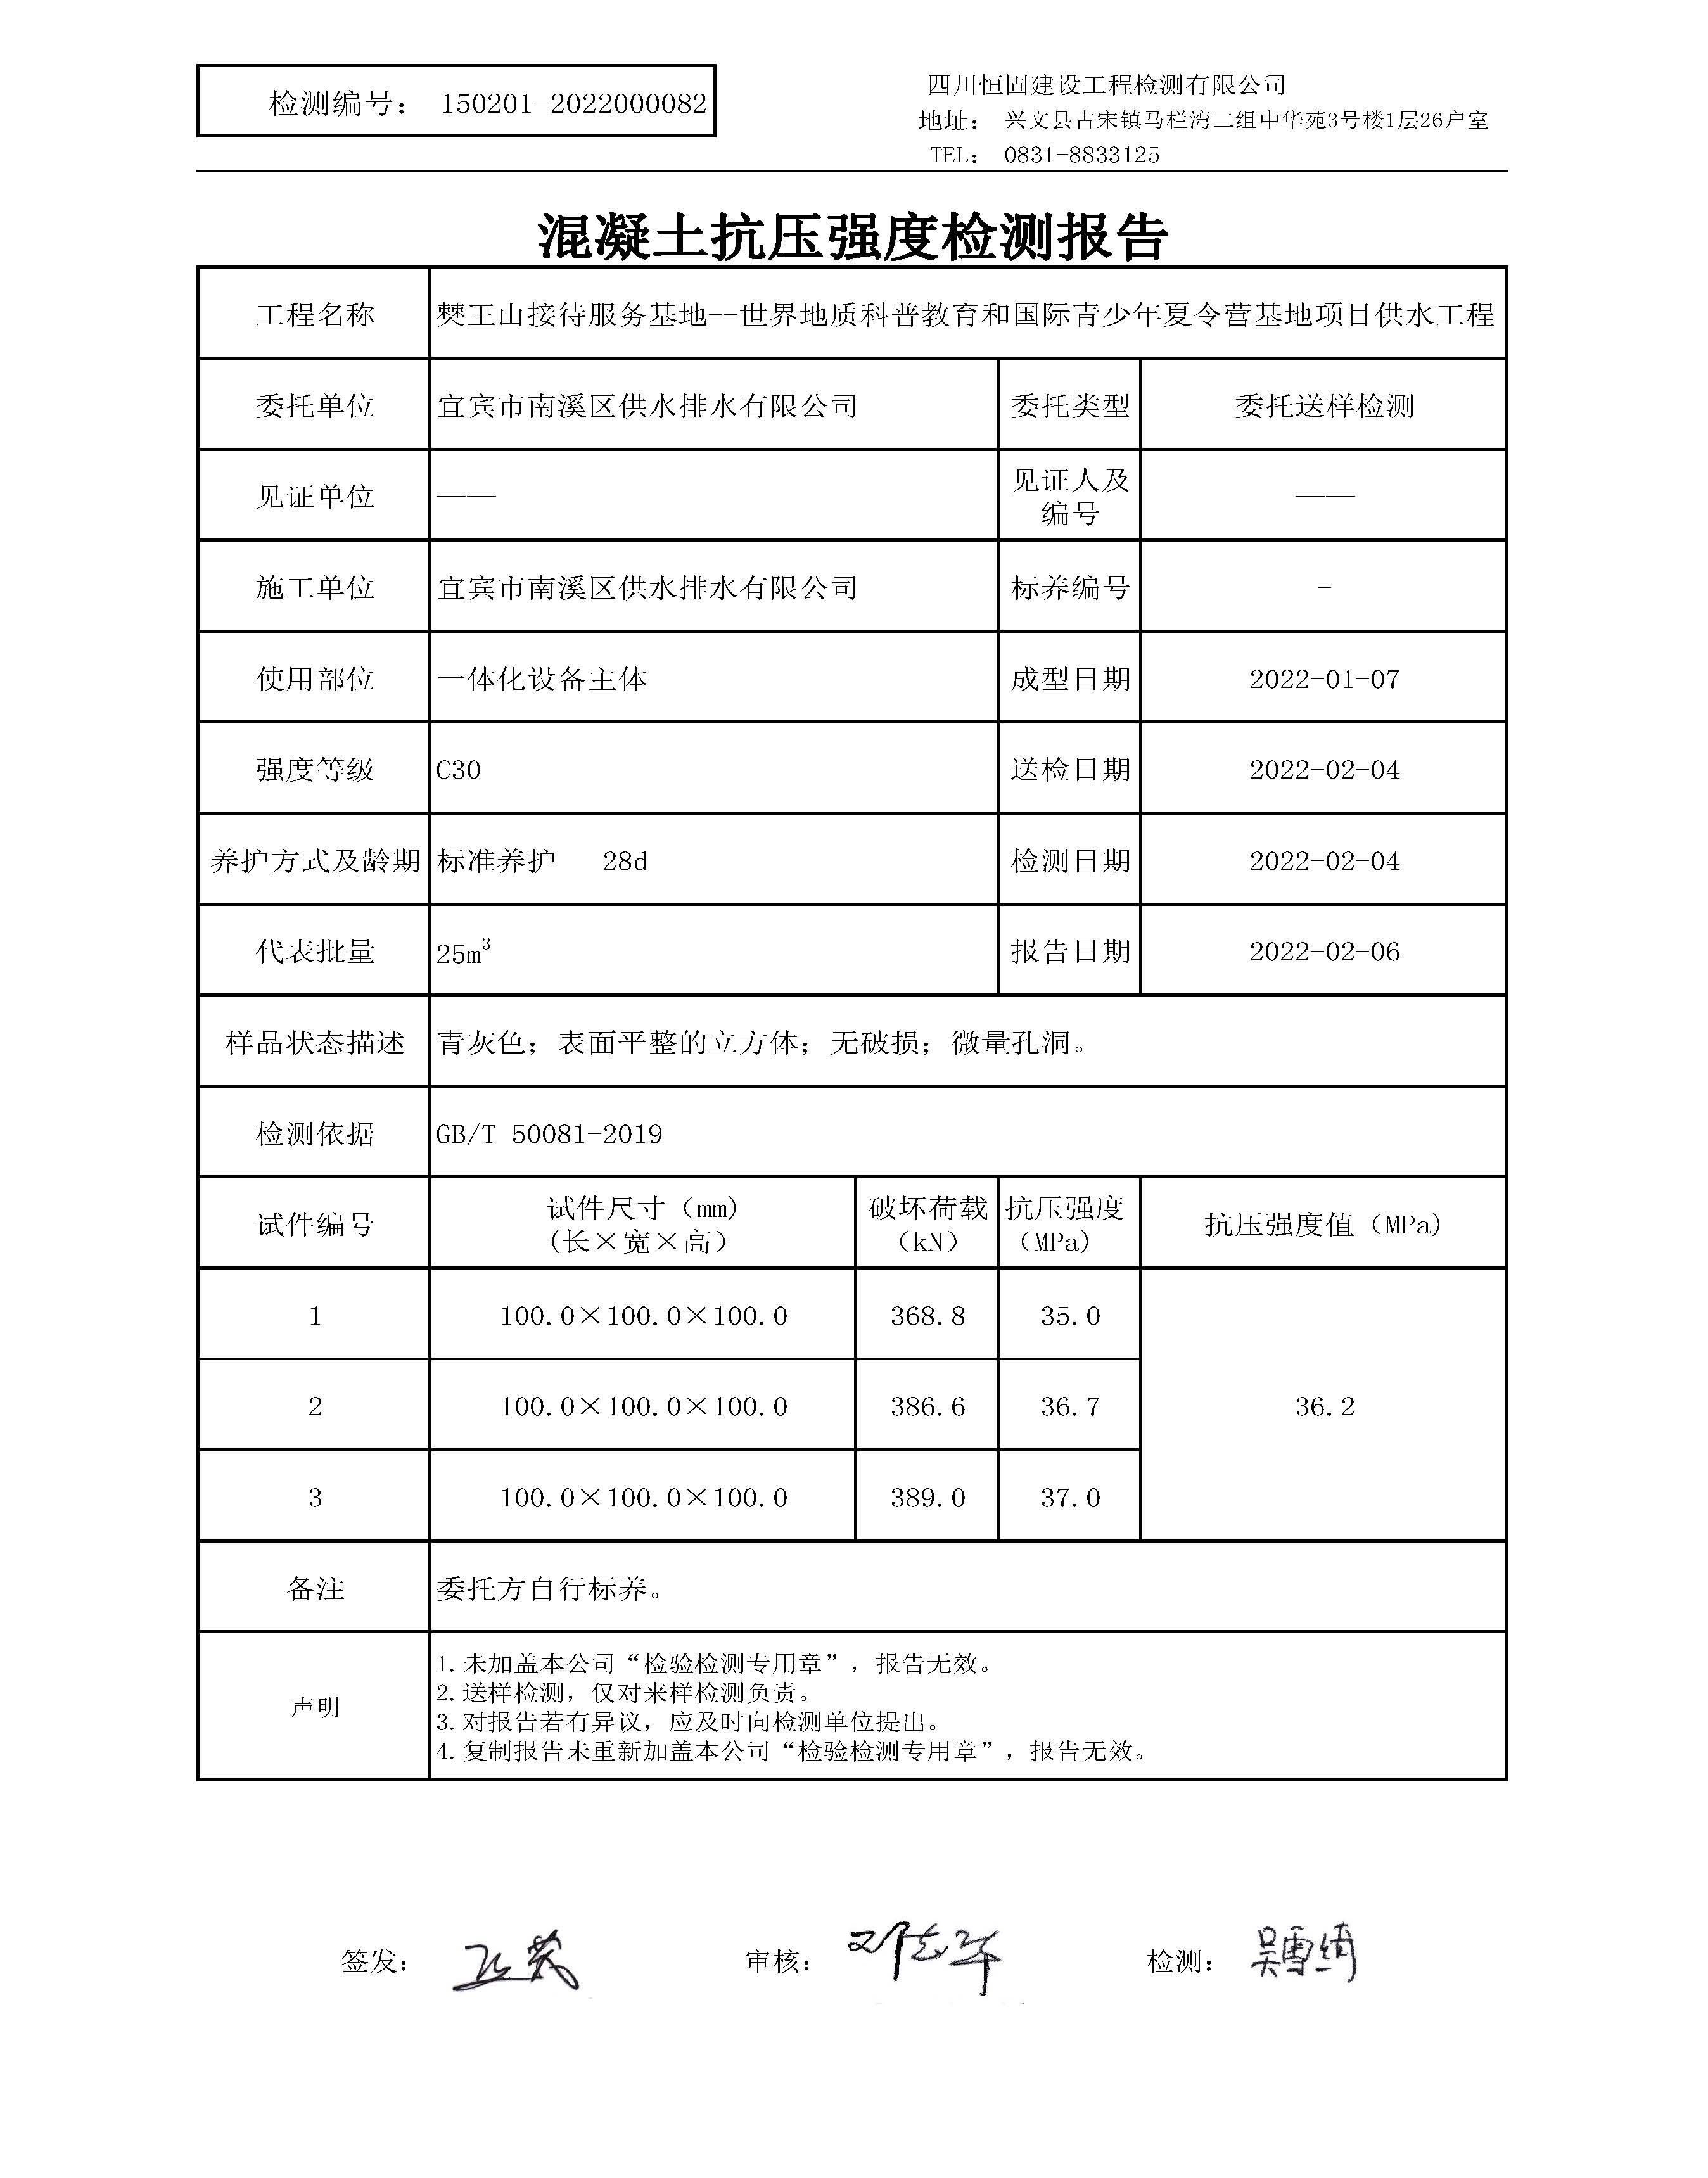 检测编号： 150201-2022000082
四川恒固建设工程检测有限公司
地址： 兴文县古宋镇马栏湾二组中华苑3号楼1层26户室
TEL： 0831-8833125
混凝土抗压强度检测报告
工程名称 僰王山接待服务基地--世界地质科普教育和国际青少年夏令营基地项目供水工程
委托单位 宜宾市南溪区供水排水有限公司 委托类型 委托送样检测
见证单位 —— 见证人及编号 ——
施工单位 宜宾市南溪区供水排水有限公司 标养编号 -
使用部位 一体化设备主体 成型日期 2022-01-07
强度等级 C30 送检日期 2022-02-04
养护方式及龄期 标准养护 28d 检测日期 2022-02-04
代表批量 25m³ 报告日期 2022-02-06
样品状态描述 青灰色；表面平整的立方体；无破损；微量孔洞。
检测依据 GB/T 50081-2019
试件编号 试件尺寸（mm）(长×宽×高） 破坏荷载（kN） 抗压强度（MPa） 抗压强度值（MPa）
1 100.0×100.0×100.0 368.8 35.0
2 100.0×100.0×100.0 386.6 36.7 36.2
3 100.0×100.0×100.0 389.0 37.0
备注 委托方自行标养。
声明
1.未加盖本公司“检验检测专用章”，报告无效。
2.送样检测，仅对来样检测负责。
3.对报告若有异议，应及时向检测单位提出。
4.复制报告未重新加盖本公司“检验检测专用章”，报告无效。
签发： 审核： 检测： 吴雪绮